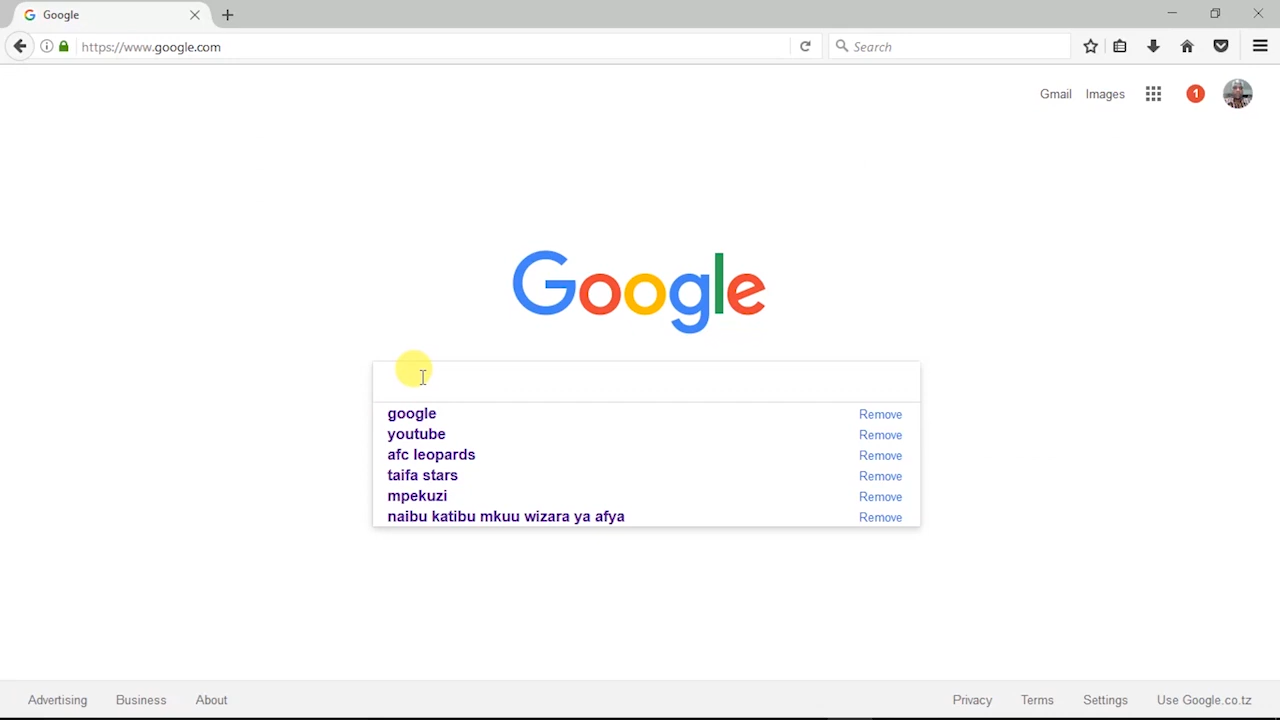 Google
https://www.google.com
Search
Gmail Images 1
Google
google Remove
youtube Remove
afc leopards Remove
taifa stars Remove
mpekuzi Remove
naibu katibu mkuu wizara ya afya Remove
Advertising Business About Privacy Terms Settings Use Google.co.tz